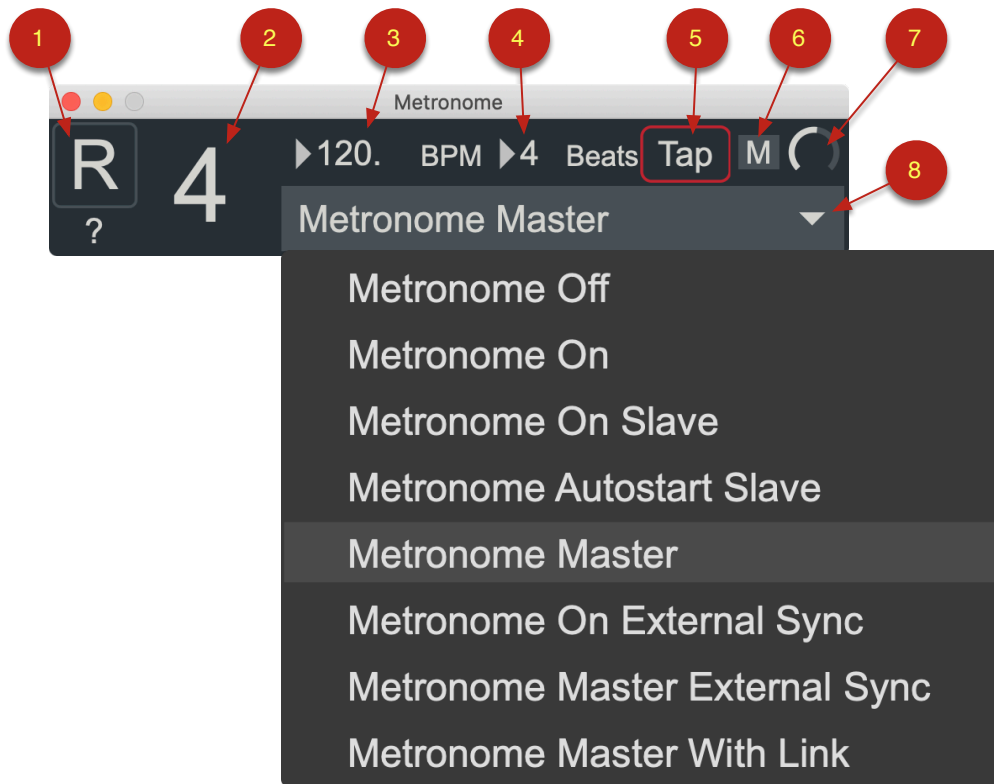 1 2 3 4 5 6 7
Metronome
R 4 120. BPM 4 Beats Tap M
8
?
Metronome Master
Metronome Off
Metronome On
Metronome On Slave
Metronome Autostart Slave
Metronome Master
Metronome On External Sync
Metronome Master External Sync
Metronome Master With Link